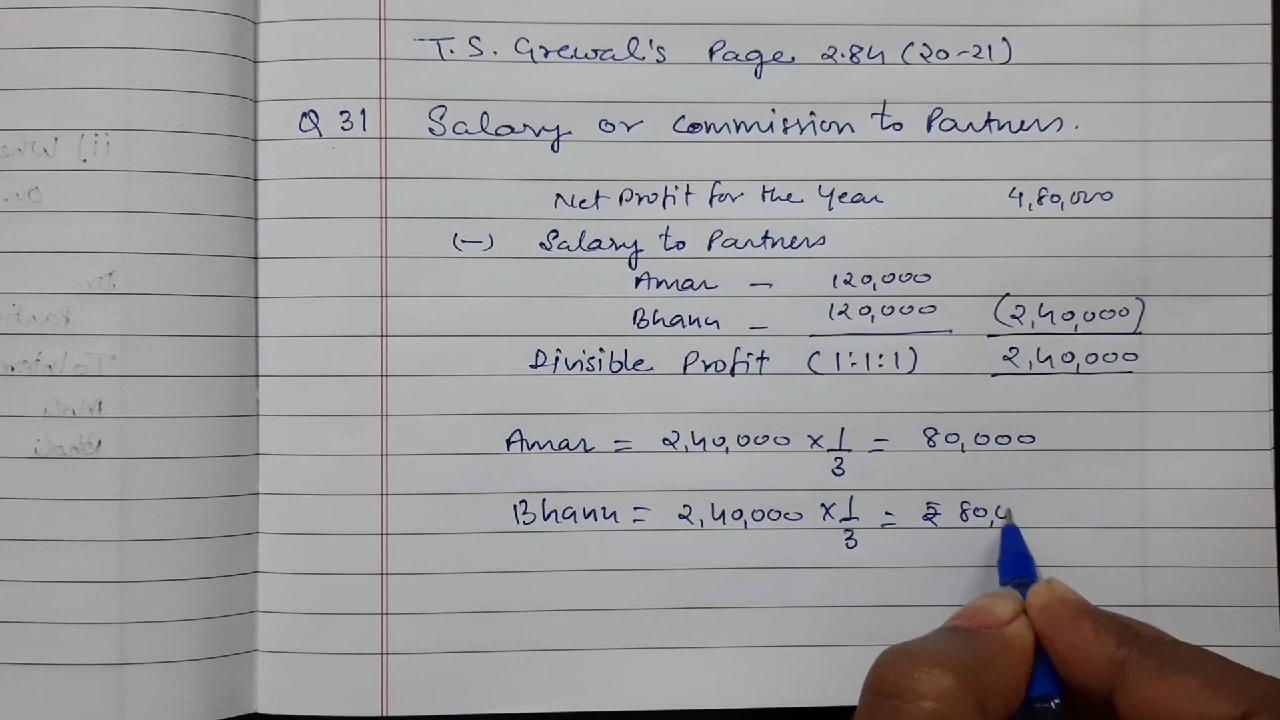 T. S. Grewal's Page 2.84 (20-21)
Q 31 Salary or Commission to Partners.
Net Profit for the Year 4,80,000
(-) Salary to Partners
Amar - 120,000
Bhanu - 120,000 (2,40,000)
Divisible Profit (1:1:1) 2,40,000
Amar = 2,40,000 x 1/3 = 80,000
Bhanu = 2,40,000 x 1/3 = ₹ 80,0